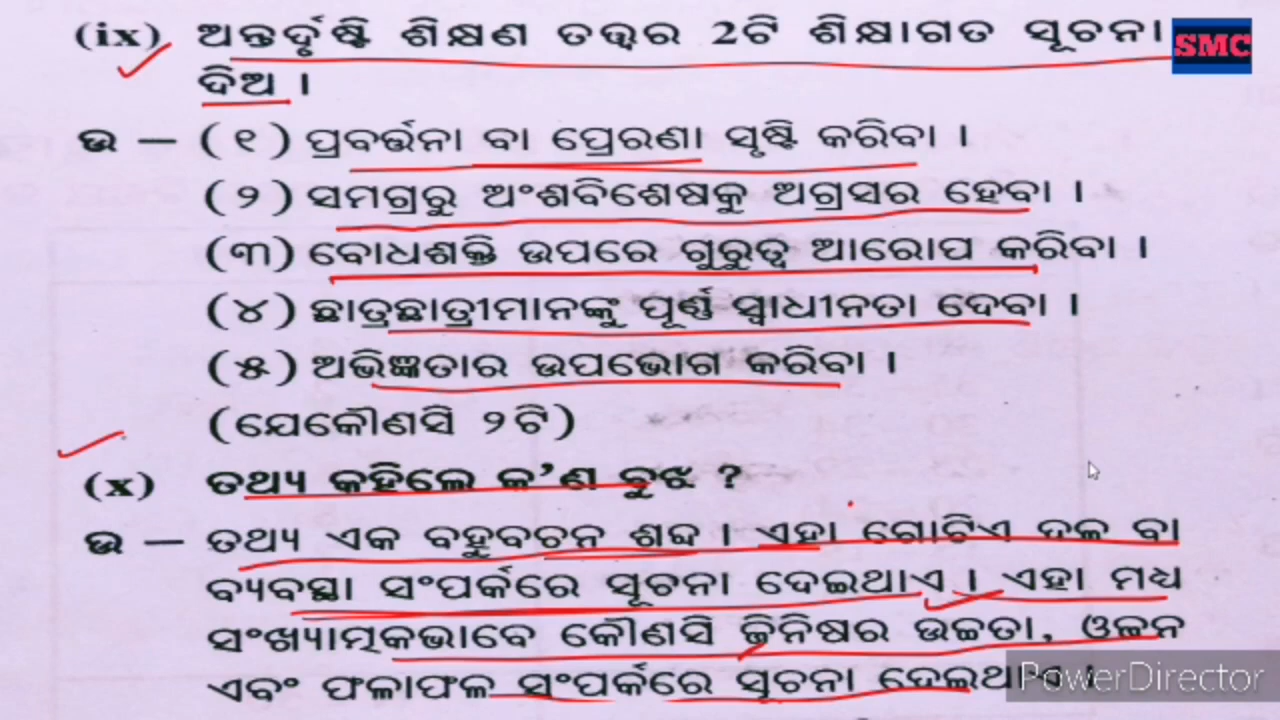 (ix) ଅନ୍ତର୍ଦୃଷ୍ଟି ଶିକ୍ଷଣ ତତ୍ତ୍ୱର 2ଟି ଶିକ୍ଷାଗତ ସୂଚନା
SMC
ଦିଅ ।
ଉ – (୧) ପ୍ରବର୍ତ୍ତନା ବା ପ୍ରେରଣା ସୃଷ୍ଟି କରିବା ।
(୨) ସମଗ୍ରରୁ ଅଂଶବିଶେଷକୁ ଅଗ୍ରସର ହେବା ।
(୩) ବୋଧଶକ୍ତି ଉପରେ ଗୁରୁତ୍ୱ ଆରୋପ କରିବା ।
(୪) ଛାତ୍ରଛାତ୍ରୀମାନଙ୍କୁ ପୂର୍ଣ୍ଣ ସ୍ୱାଧୀନତା ଦେବା ।
(୫) ଅଭିଜ୍ଞତାର ଉପଭୋଗ କରିବା ।
(ଯେକୌଣସି ୨ଟି)
(x) ତଥ୍ୟ କହିଲେ କ'ଣ ବୁଝ ?
ଉ – ତଥ୍ୟ ଏକ ବହୁବଚନ ଶବ୍ଦ । ଏହା ଗୋଟିଏ ଦଳ ବା
ବ୍ୟବସ୍ଥା ସଂପର୍କରେ ସୂଚନା ଦେଇଥାଏ । ଏହା ମଧ୍ୟ
ସଂଖ୍ୟାତ୍ମକଭାବେ କୌଣସି ଜିନିଷର ଉଚ୍ଚତା, ଓଜନ
ଏବଂ ଫଳାଫଳ ସଂପର୍କରେ ସୂଚନା ଦେଇଥାଏ ।
PowerDirector